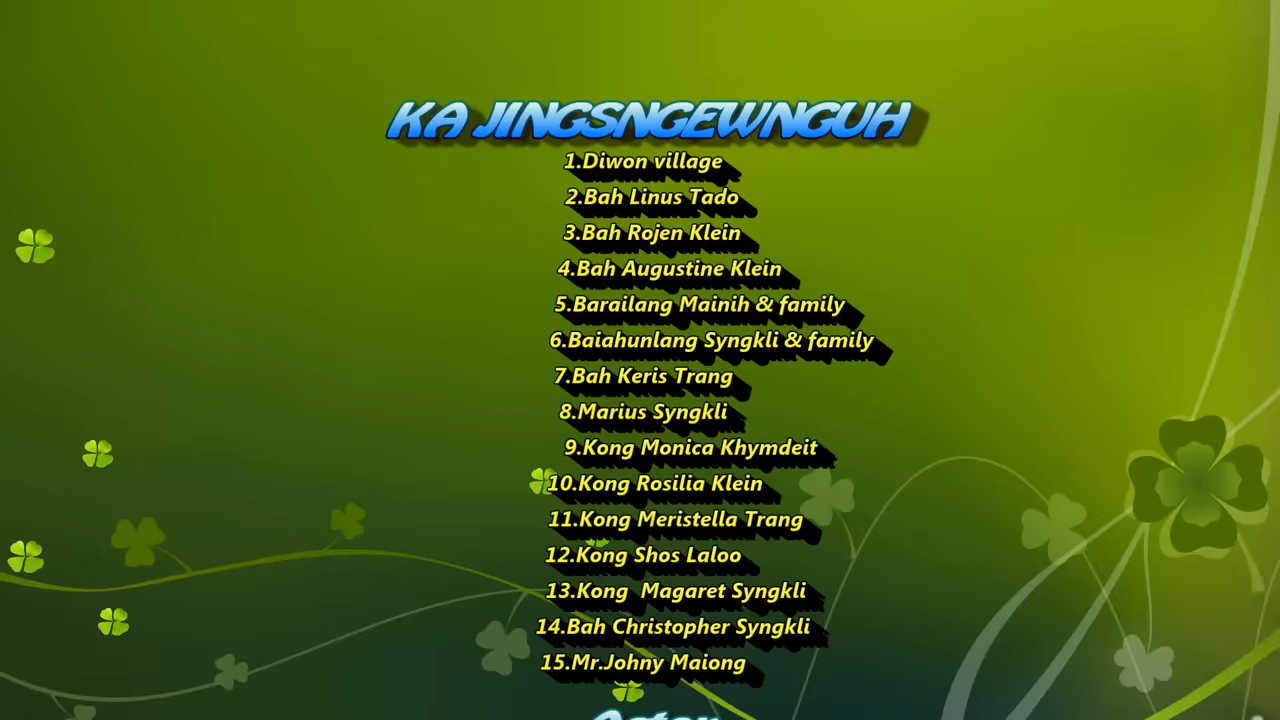 KA JINGSNGEWNGUH
1.Diwon village
2.Bah Linus Tado
3.Bah Rojen Klein
4.Bah Augustine Klein
5.Barailang Mainih & family
6.Baiahunlang Syngkli & family
7.Bah Keris Trang
8.Marius Syngkli
9.Kong Monica Khymdeit
10.Kong Rosilia Klein
11.Kong Meristella Trang
12.Kong Shos Laloo
13.Kong  Magaret Syngkli
14.Bah Christopher Syngkli
15.Mr.Johny Maiong